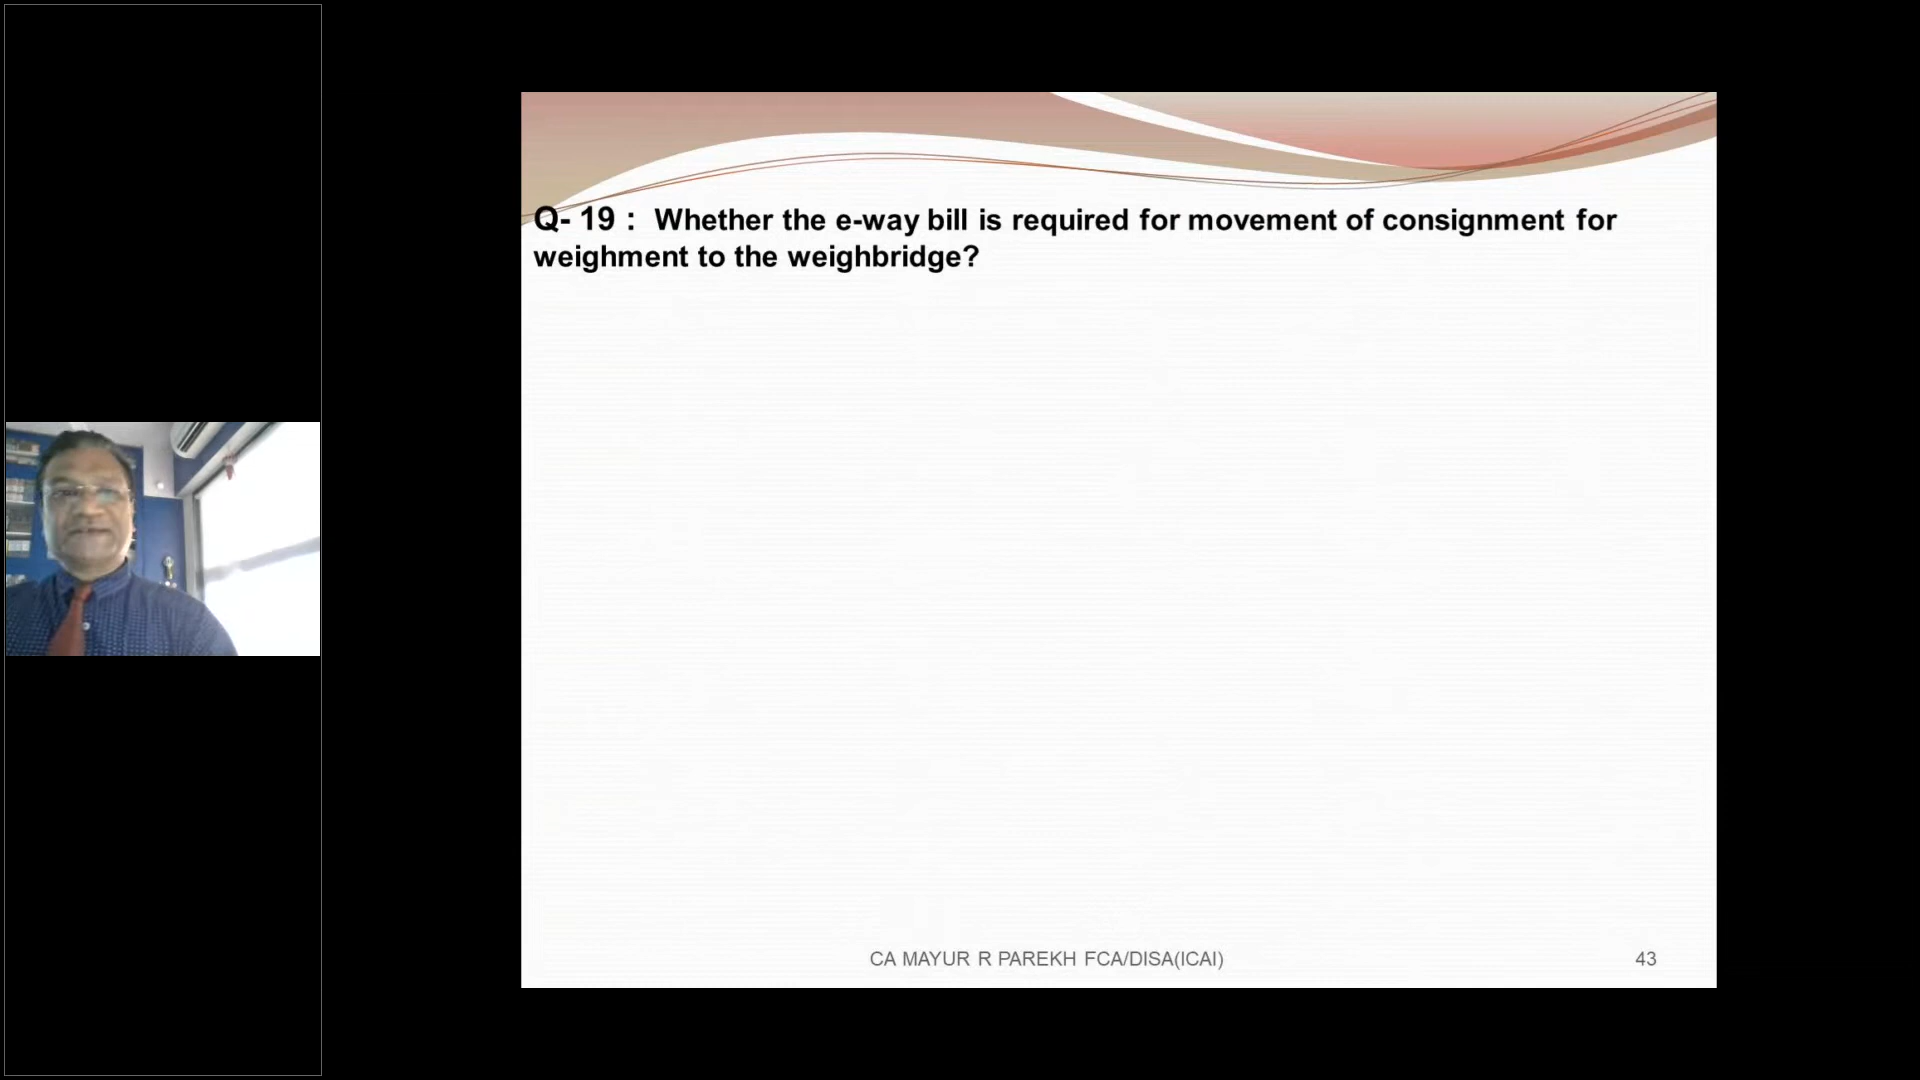 Q- 19 : Whether the e-way bill is required for movement of consignment for
weighment to the weighbridge?
CA MAYUR R PAREKH FCA/DISA(ICAI)
43